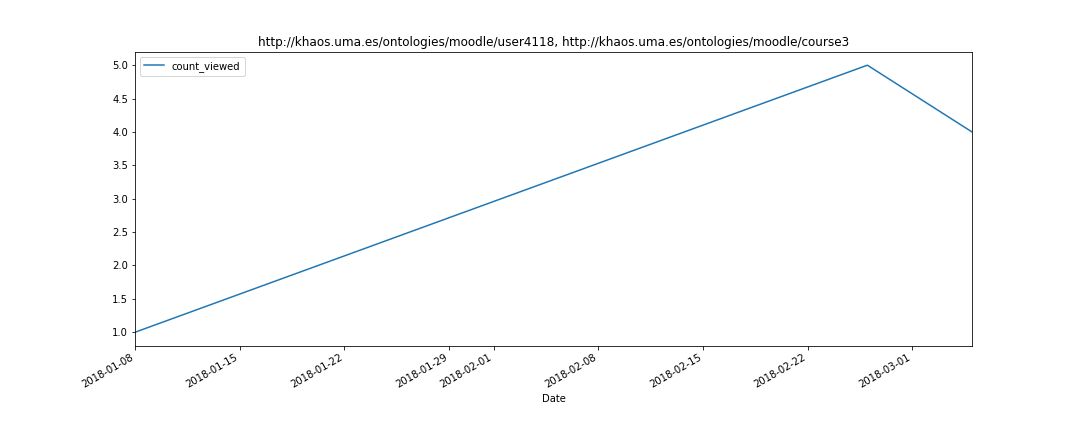 http://khaos.uma.es/ontologies/moodle/user4118, http://khaos.uma.es/ontologies/moodle/course3
count_viewed
5.0
4.5
4.0
3.5
3.0
2.5
2.0
1.5
1.0
2018-01-08 2018-01-15 2018-01-22 2018-01-29 2018-02-01 2018-02-08 2018-02-15 2018-02-22 2018-03-01
Date